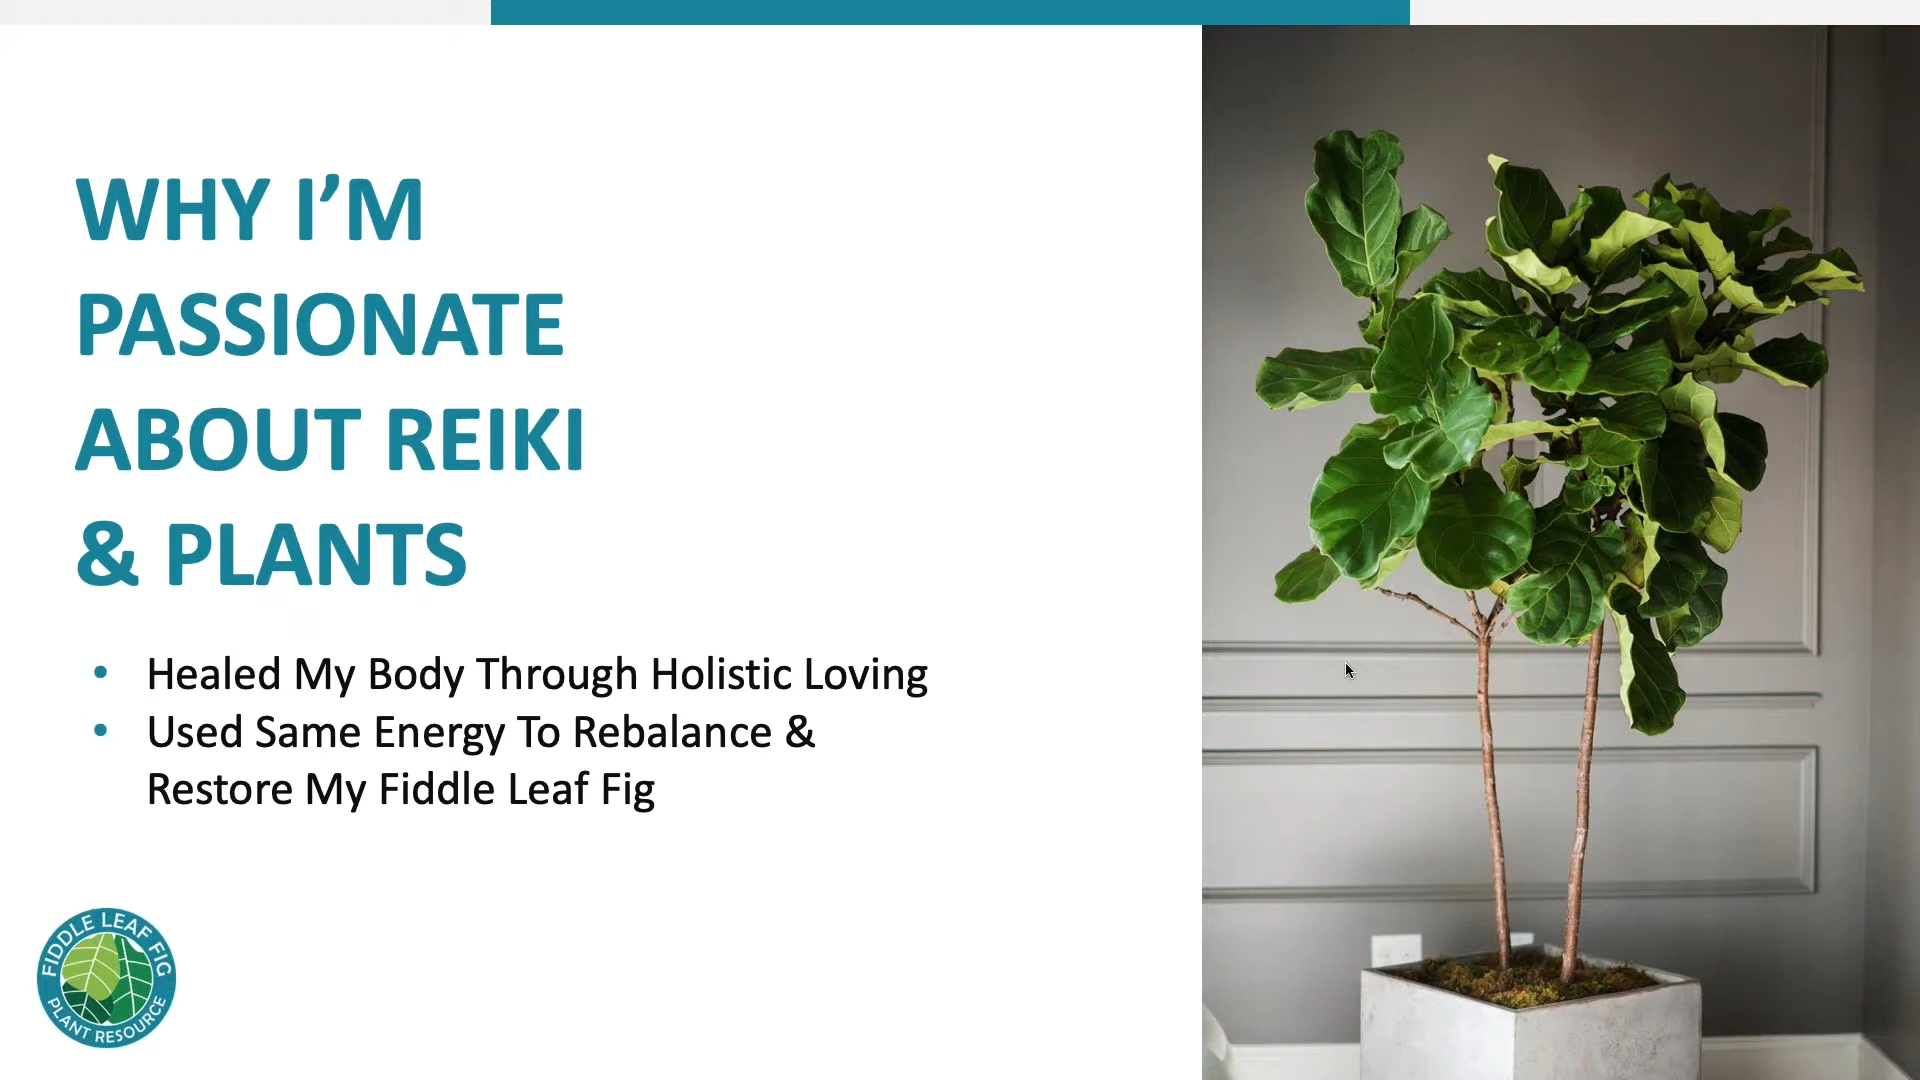 WHY I’M
PASSIONATE
ABOUT REIKI
& PLANTS
• Healed My Body Through Holistic Loving
• Used Same Energy To Rebalance &
Restore My Fiddle Leaf Fig
FIDDLE LEAF FIG
PLANT RESOURCE